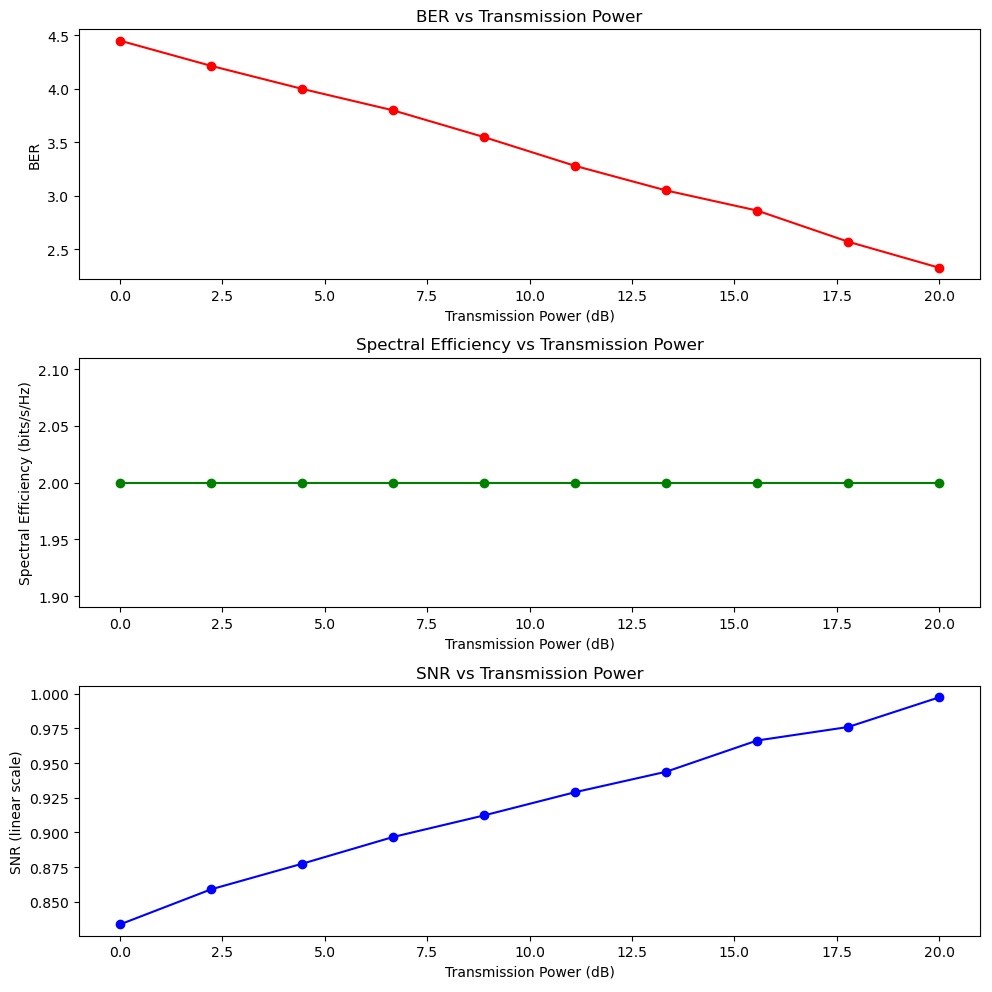 BER vs Transmission Power
4.5
4.0
3.5
3.0
2.5
BER
0.0 2.5 5.0 7.5 10.0 12.5 15.0 17.5 20.0
Transmission Power (dB)
Spectral Efficiency vs Transmission Power
2.10
2.05
2.00
1.95
1.90
Spectral Efficiency (bits/s/Hz)
0.0 2.5 5.0 7.5 10.0 12.5 15.0 17.5 20.0
Transmission Power (dB)
SNR vs Transmission Power
1.000
0.975
0.950
0.925
0.900
0.875
0.850
SNR (linear scale)
0.0 2.5 5.0 7.5 10.0 12.5 15.0 17.5 20.0
Transmission Power (dB)